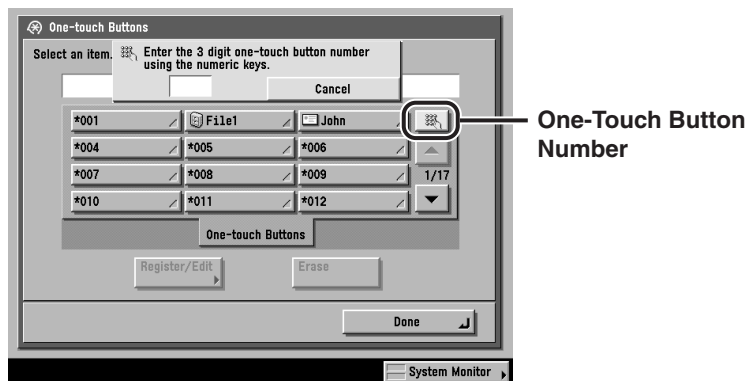 One-touch Buttons
Select an item.
Enter the 3 digit one-touch button number
using the numeric keys.
Cancel
*001 File1 John
*004 *005 *006
*007 *008 *009 1/17
*010 *011 *012
One-touch Buttons
Register/Edit Erase
Done
System Monitor
One-Touch Button
Number